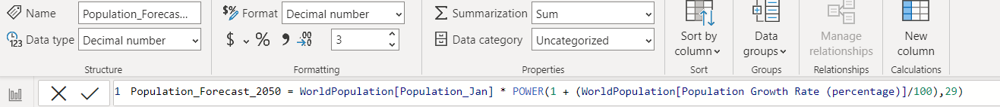 Name Population_Forecas... $% Format Decimal number Summarization Sum
Data type Decimal number $ % , .00 →.0 3 Data category Uncategorized
Sort by column Data groups Manage relationships New column
Structure Formatting Properties Sort Groups Relationships Calculations
1 Population_Forecast_2050 = WorldPopulation[Population_Jan] * POWER(1 + (WorldPopulation[Population Growth Rate (percentage)]/100),29)